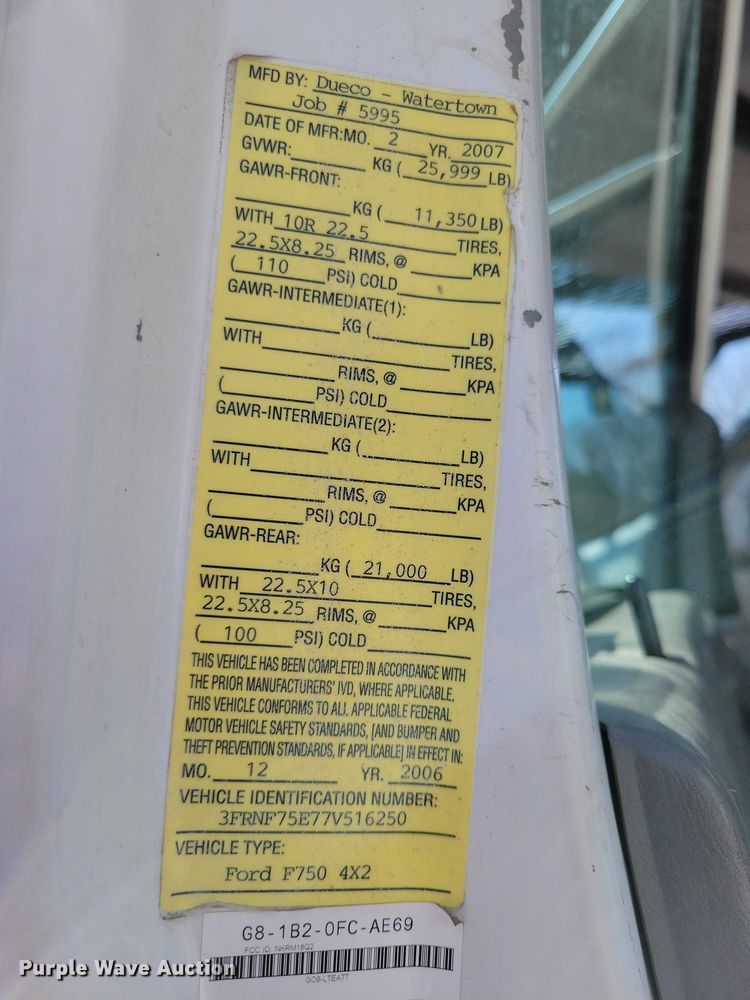 MFD BY: Dueco - Watertown
Job # 5995
DATE OF MFR:MO. 2 YR. 2007
GVWR: KG ( 25,999 LB)
GAWR-FRONT:
KG ( 11,350 LB)
WITH 10R 22.5 TIRES,
22.5X8.25 RIMS, @ KPA
( 110 PSI) COLD
GAWR-INTERMEDIATE(1):
KG ( LB)
WITH TIRES,
RIMS, @ KPA
( PSI) COLD
GAWR-INTERMEDIATE(2):
KG ( LB)
WITH TIRES,
RIMS, @ KPA
( PSI) COLD
GAWR-REAR:
KG ( 21,000 LB)
WITH 22.5X10 TIRES,
22.5X8.25 RIMS, @ KPA
( 100 PSI) COLD
THIS VEHICLE HAS BEEN COMPLETED IN ACCORDANCE WITH
THE PRIOR MANUFACTURERS' IVD, WHERE APPLICABLE.
THIS VEHICLE CONFORMS TO ALL APPLICABLE FEDERAL
MOTOR VEHICLE SAFETY STANDARDS, [AND BUMPER AND
THEFT PREVENTION STANDARDS, IF APPLICABLE] IN EFFECT IN:
MO. 12 YR. 2006
VEHICLE IDENTIFICATION NUMBER:
3FRNF75E77V516250
VEHICLE TYPE:
Ford F750 4X2
G8-1B2-0FC-AE69
FCC ID: NKRM18Q2
GO8-LTEATT
Purple Wave Auction